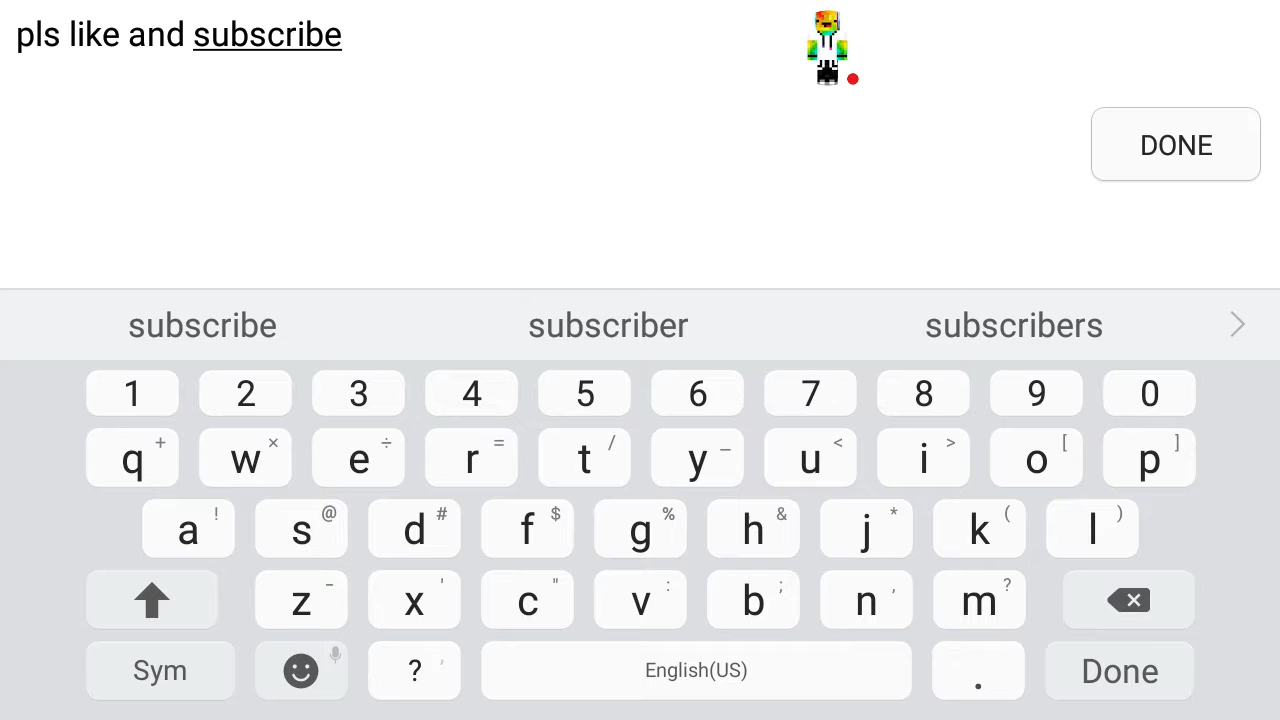 pls like and subscribe
DONE
subscribe subscriber subscribers
1 2 3 4 5 6 7 8 9 0
q + w × e ÷ r = t / y _ u < i > o [ p ]
a ! s @ d # f $ g % h & j * k ( l )
z - x ' c " v : b ; n , m ?
Sym ? , English(US) . Done